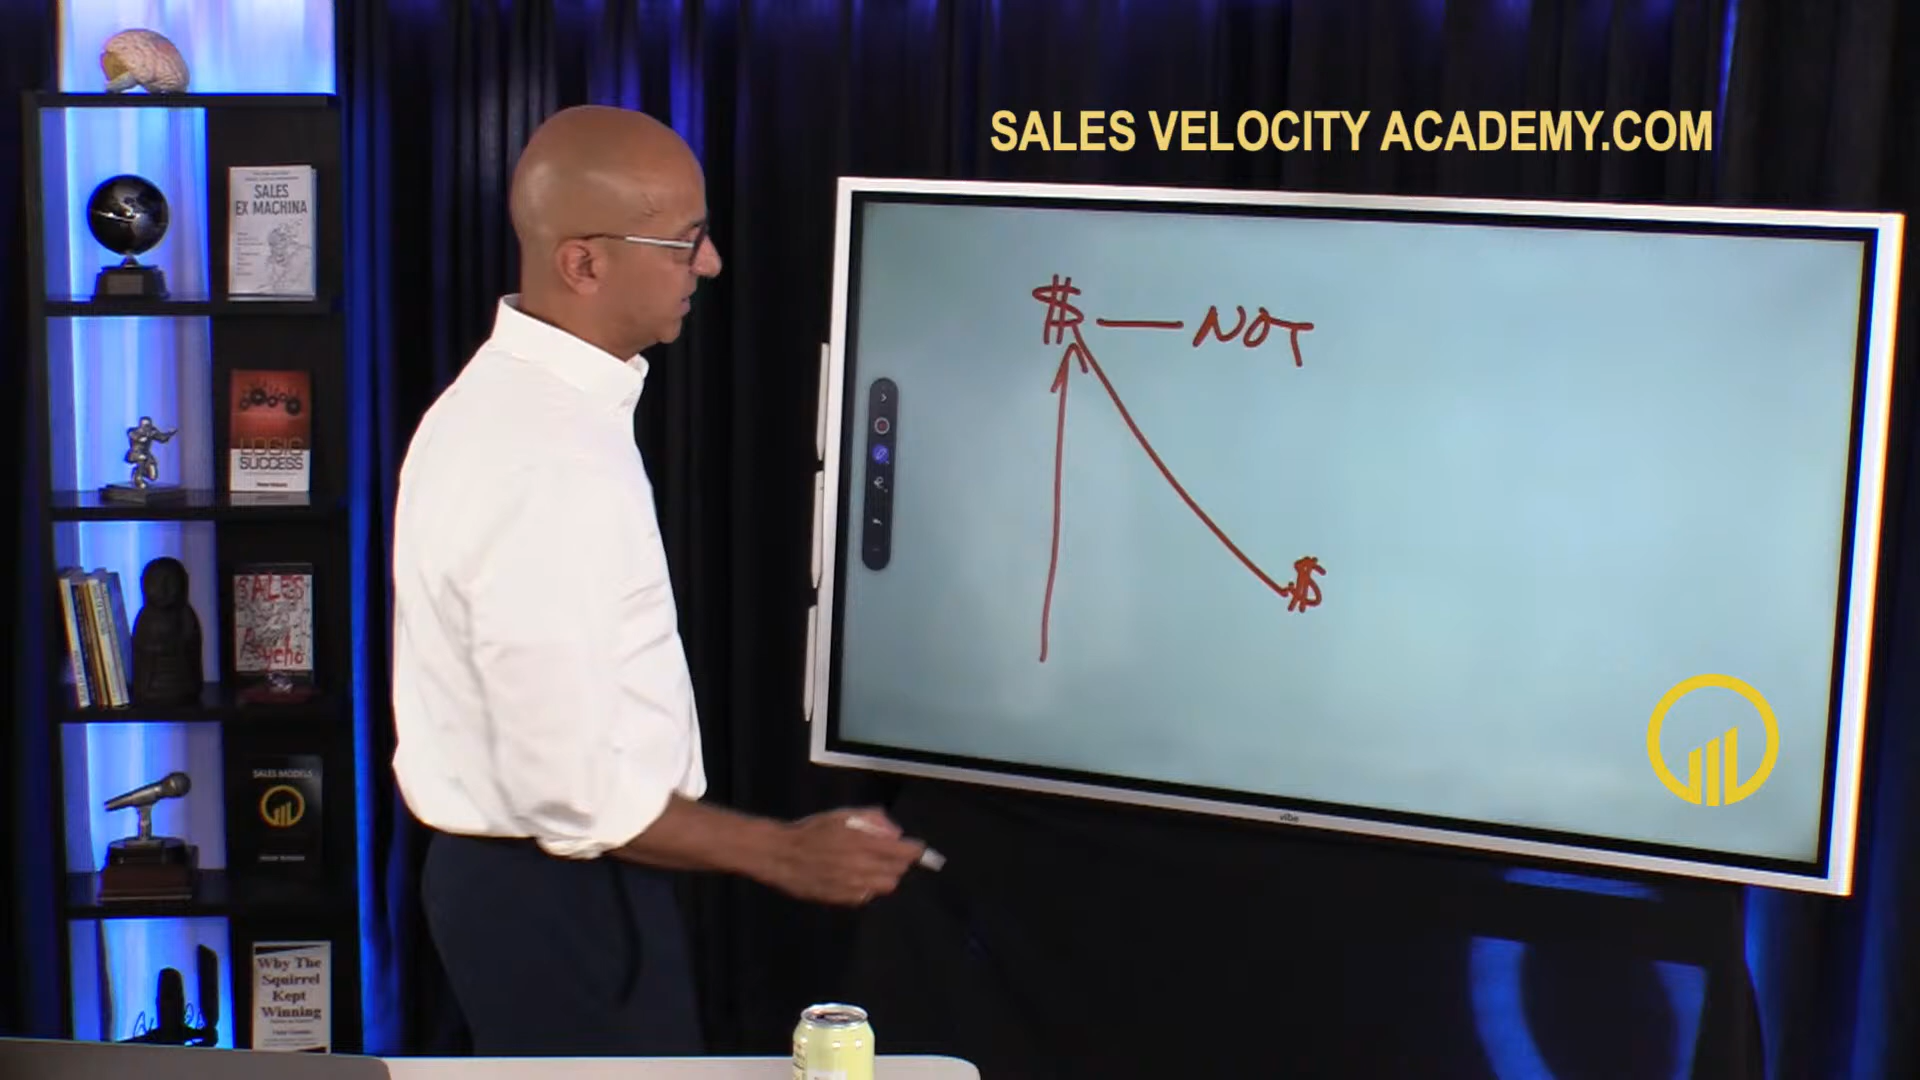 SALES VELOCITY ACADEMY.COM
SALES
EX MACHINA
$ — NOT
$
LOGIC
SUCCESS
SALES
Psycho
SALES MODELS
vibe
Why The
Squirrel
Kept
Winning